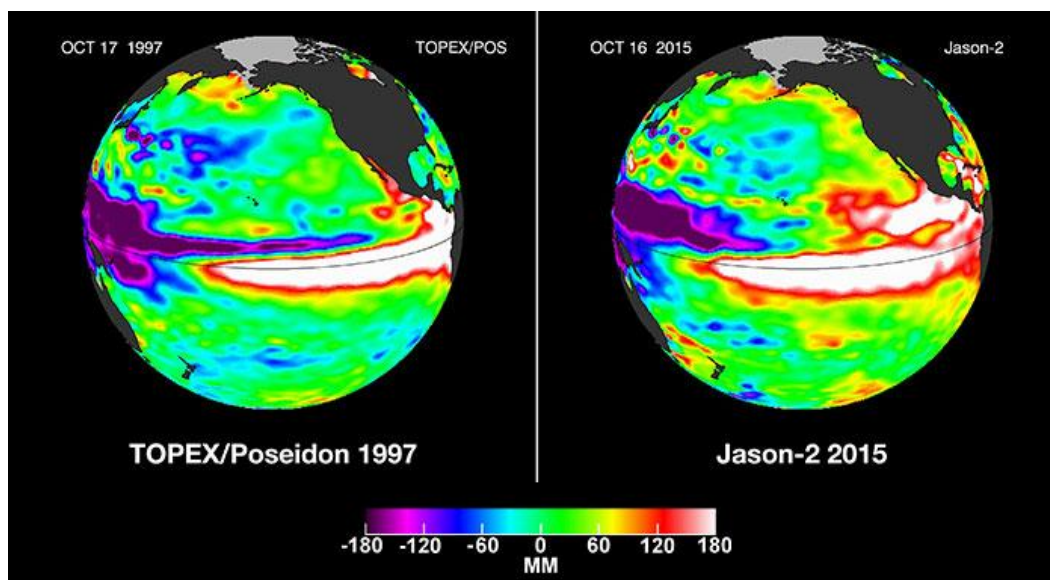 OCT 17 1997
TOPEX/POS
OCT 16 2015
Jason-2
TOPEX/Poseidon 1997
Jason-2 2015
-180 -120 -60 0 60 120 180
MM